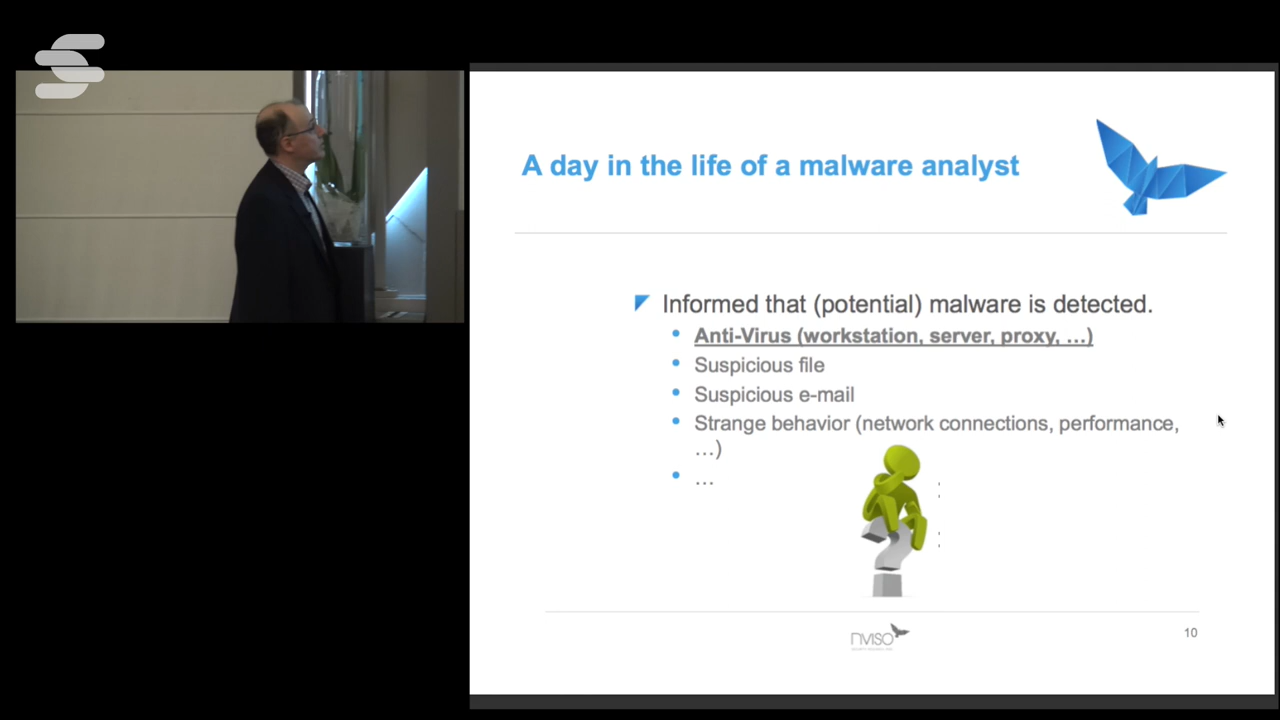 A day in the life of a malware analyst
Informed that (potential) malware is detected.
Anti-Virus (workstation, server, proxy, …)
Suspicious file
Suspicious e-mail
Strange behavior (network connections, performance,
…)
…
?
NVISO
10